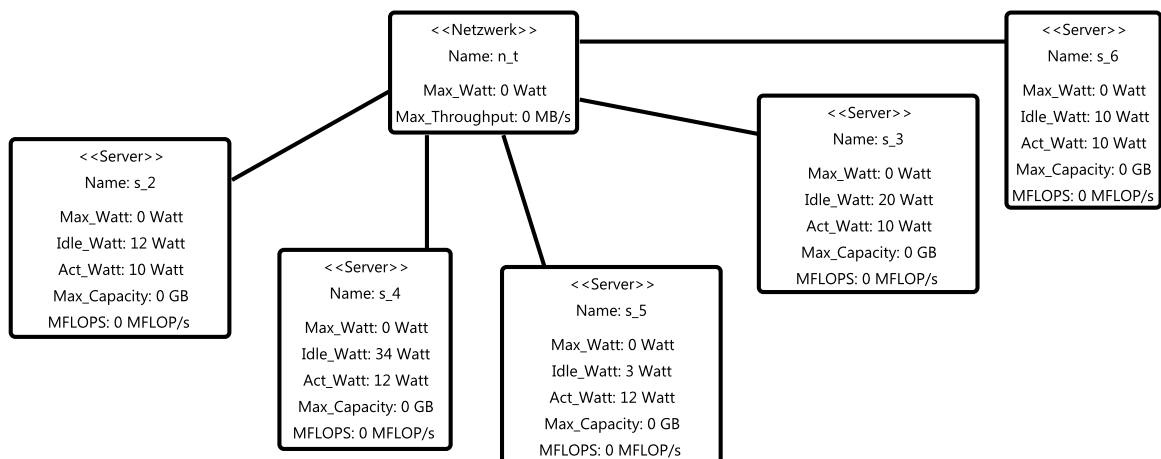 <<Netzwerk>>
Name: n_t
Max_Watt: 0 Watt
Max_Throughput: 0 MB/s
<<Server>>
Name: s_6
Max_Watt: 0 Watt
Idle_Watt: 10 Watt
Act_Watt: 10 Watt
Max_Capacity: 0 GB
MFLOPS: 0 MFLOP/s
<<Server>>
Name: s_3
Max_Watt: 0 Watt
Idle_Watt: 20 Watt
Act_Watt: 10 Watt
Max_Capacity: 0 GB
MFLOPS: 0 MFLOP/s
<<Server>>
Name: s_2
Max_Watt: 0 Watt
Idle_Watt: 12 Watt
Act_Watt: 10 Watt
Max_Capacity: 0 GB
MFLOPS: 0 MFLOP/s
<<Server>>
Name: s_4
Max_Watt: 0 Watt
Idle_Watt: 34 Watt
Act_Watt: 12 Watt
Max_Capacity: 0 GB
MFLOPS: 0 MFLOP/s
<<Server>>
Name: s_5
Max_Watt: 0 Watt
Idle_Watt: 3 Watt
Act_Watt: 12 Watt
Max_Capacity: 0 GB
MFLOPS: 0 MFLOP/s